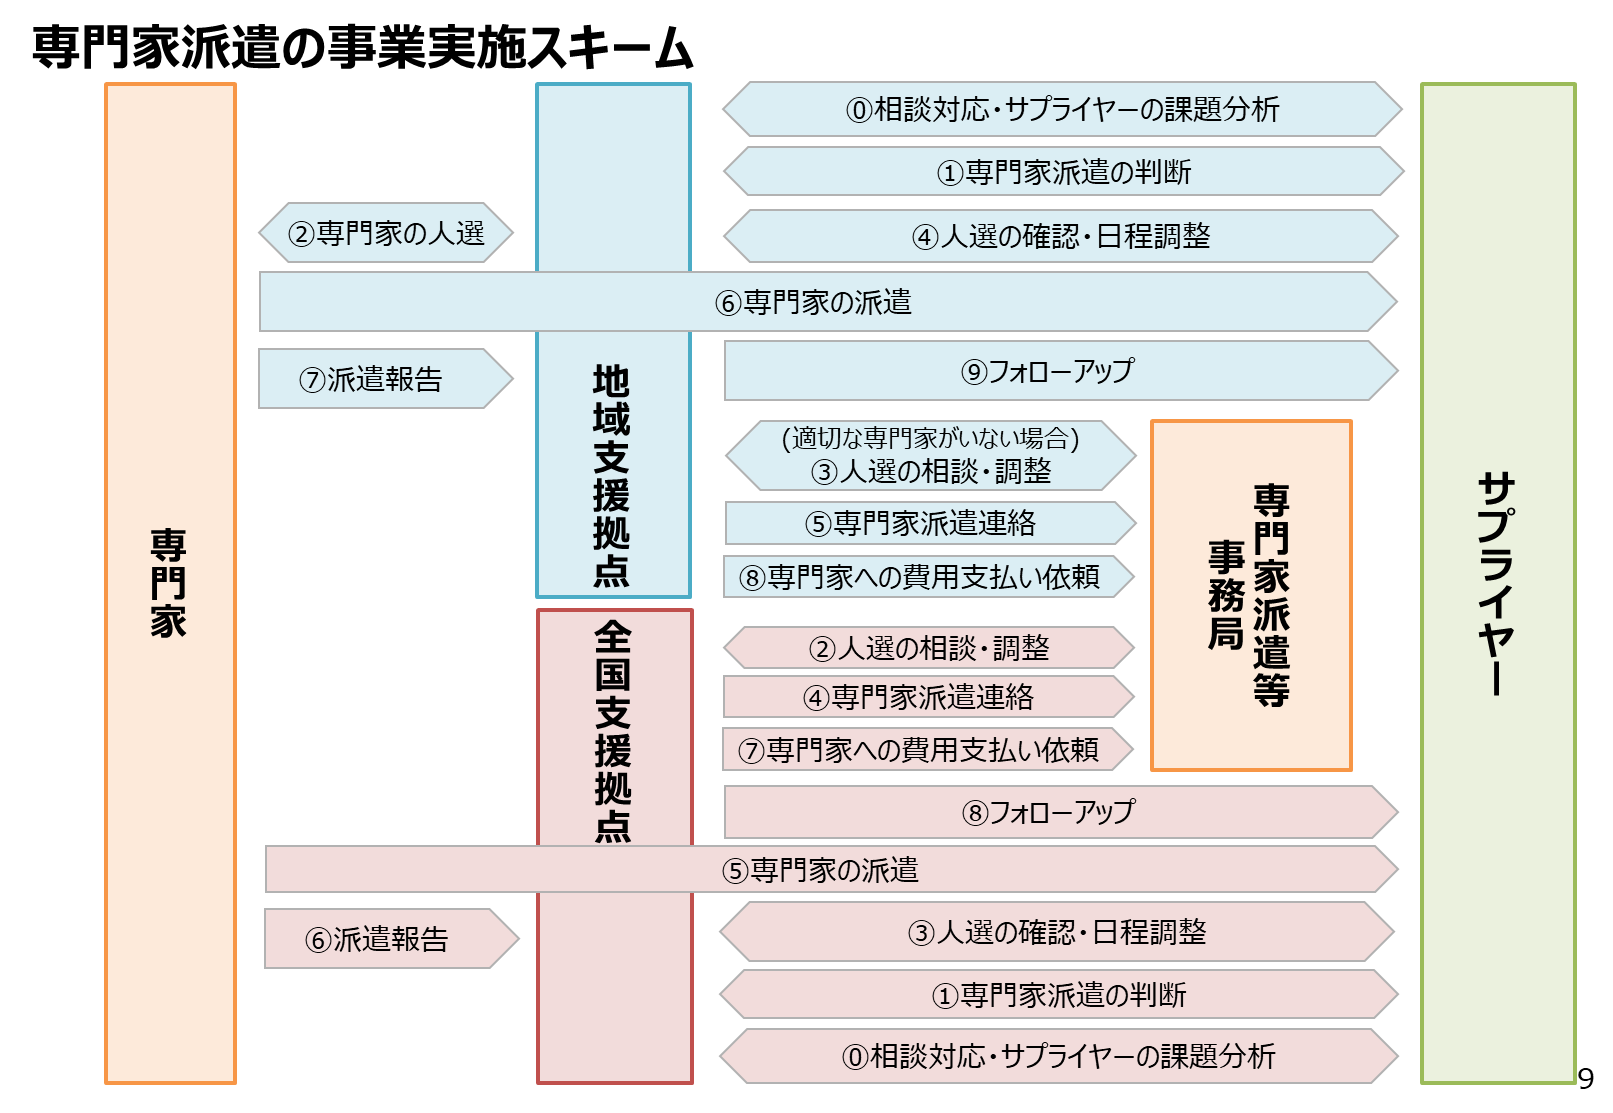 専門家派遣の事業実施スキーム
専門家
地域支援拠点
⓪相談対応・サプライヤーの課題分析
①専門家派遣の判断
②専門家の人選
④人選の確認・日程調整
⑥専門家の派遣
⑦派遣報告
⑨フォローアップ
(適切な専門家がいない場合)
③人選の相談・調整
⑤専門家派遣連絡
⑧専門家への費用支払い依頼
専門家派遣等
事務局
サプライヤー
全国支援拠点
②人選の相談・調整
④専門家派遣連絡
⑦専門家への費用支払い依頼
⑧フォローアップ
⑤専門家の派遣
⑥派遣報告
③人選の確認・日程調整
①専門家派遣の判断
⓪相談対応・サプライヤーの課題分析
9